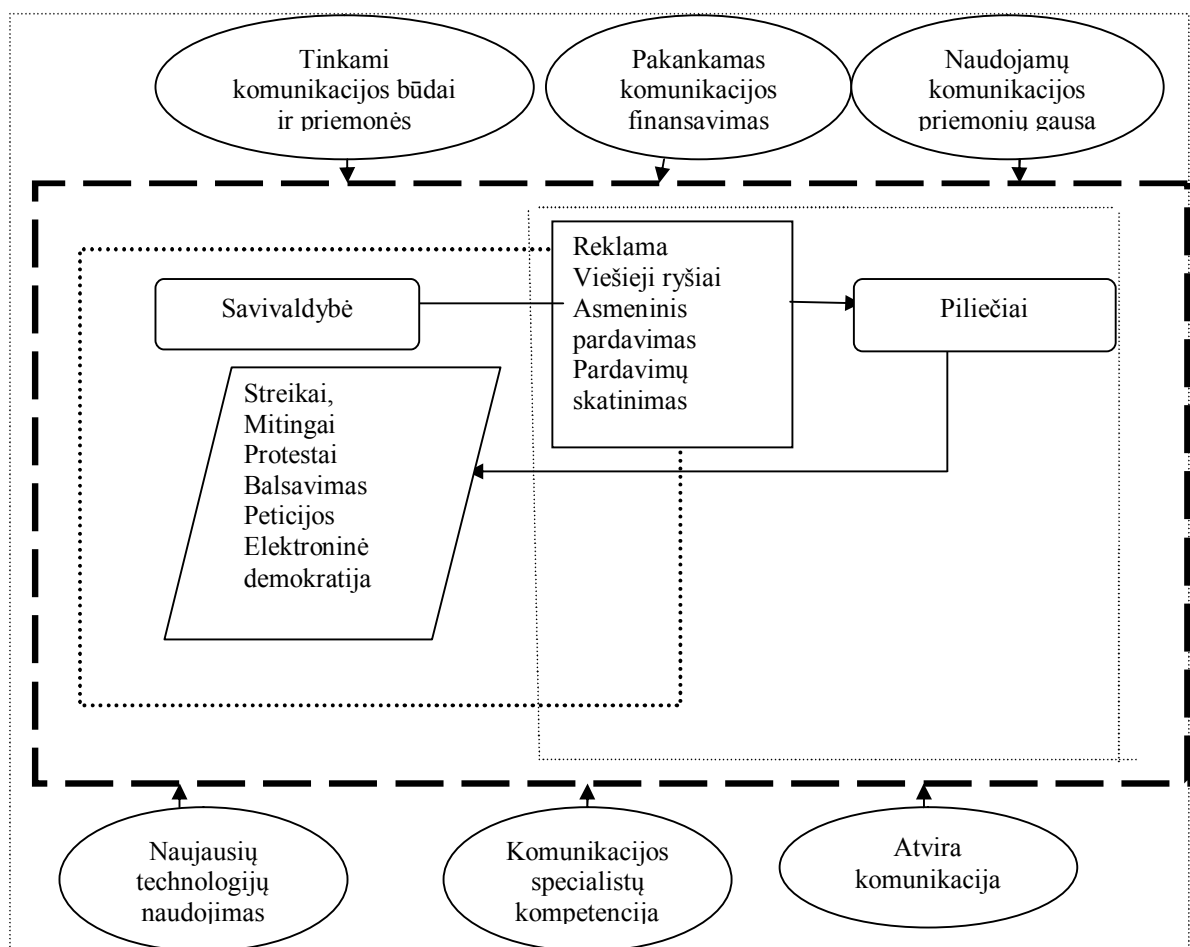 Tinkami
komunikacijos būdai
ir priemonės
Pakankamas
komunikacijos
finansavimas
Naudojamų
komunikacijos
priemonių gausa
Reklama
Viešieji ryšiai
Asmeninis
pardavimas
Pardavimų
skatinimas
Savivaldybė
Piliečiai
Streikai,
Mitingai
Protestai
Balsavimas
Peticijos
Elektroninė
demokratija
Naujausių
technologijų
naudojimas
Komunikacijos
specialistų
kompetencija
Atvira
komunikacija